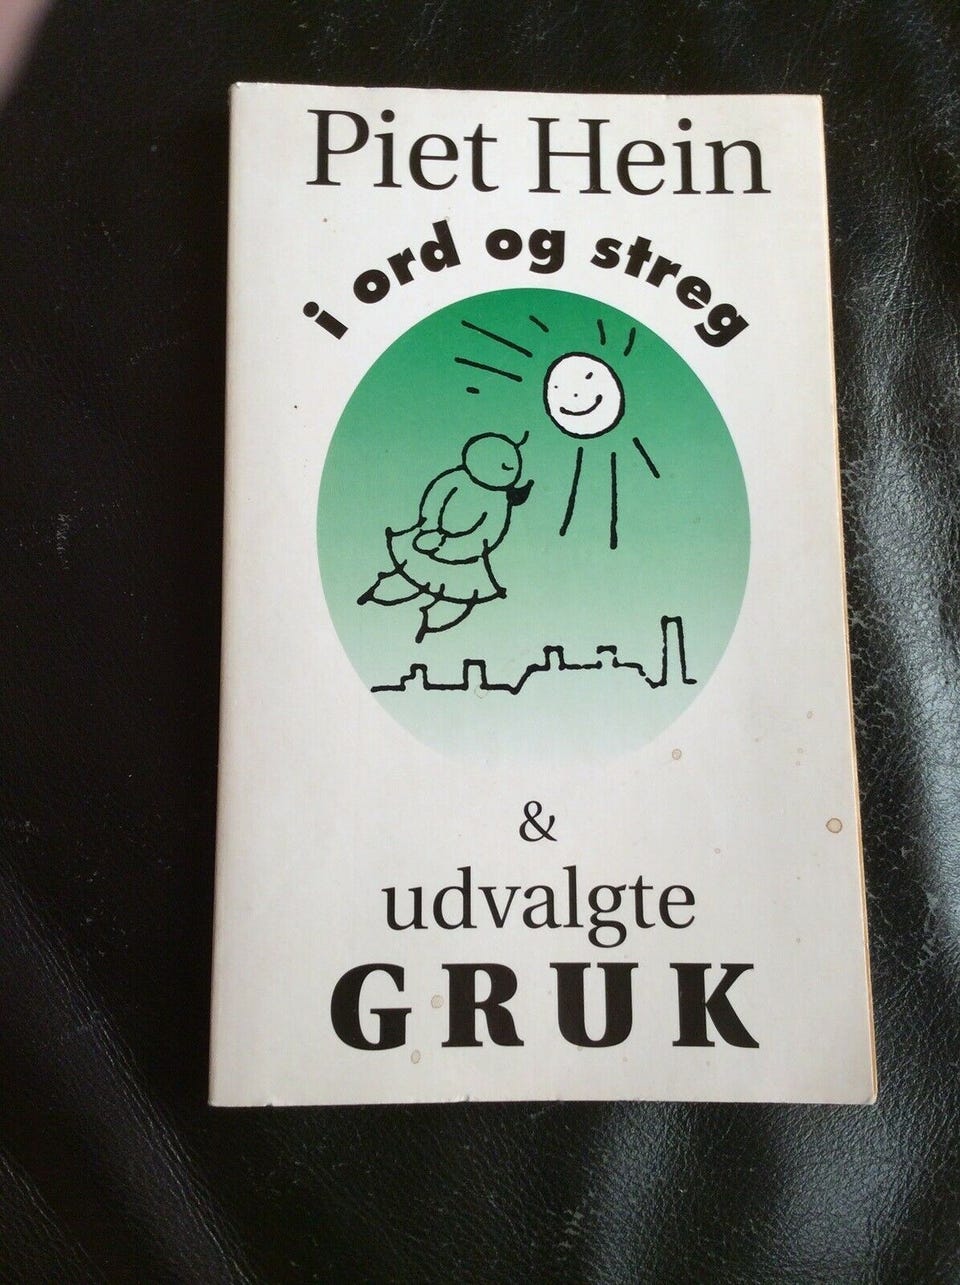 Piet Hein
i ord og streg
&
udvalgte
GRUK